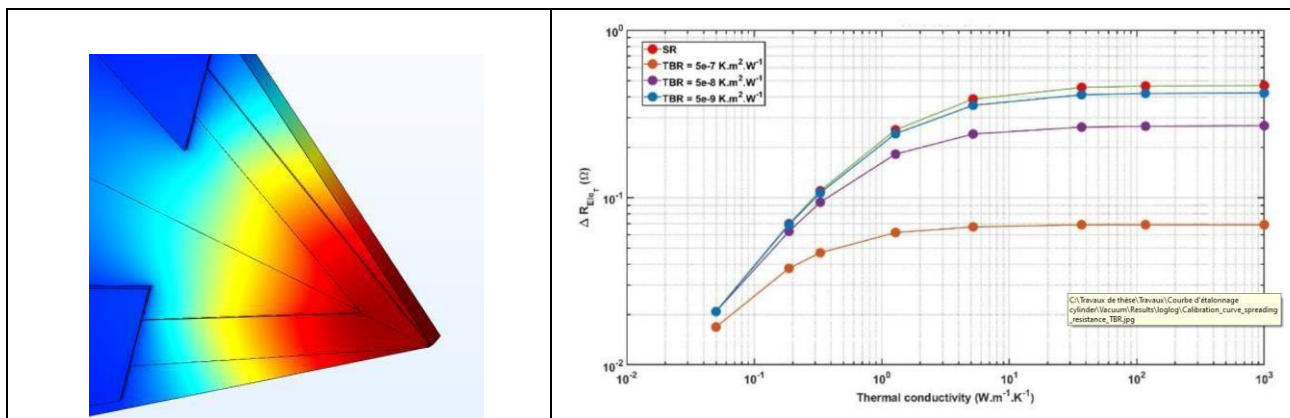 10⁰
SR
TBR = 5e-7 K.m².W⁻¹
TBR = 5e-8 K.m².W⁻¹
TBR = 5e-9 K.m².W⁻¹
Δ R_Ele_T (Ω)
10⁻¹
C:\Travaux de thèse\Travaux\Courbe d'étalonnage
cylinder\Vacuum\Results\loglog\Calibration_curve_spreading
_resistance_TBR.jpg
10⁻²
10⁻² 10⁻¹ 10⁰ 10¹ 10² 10³
Thermal conductivity (W.m⁻¹.K⁻¹)